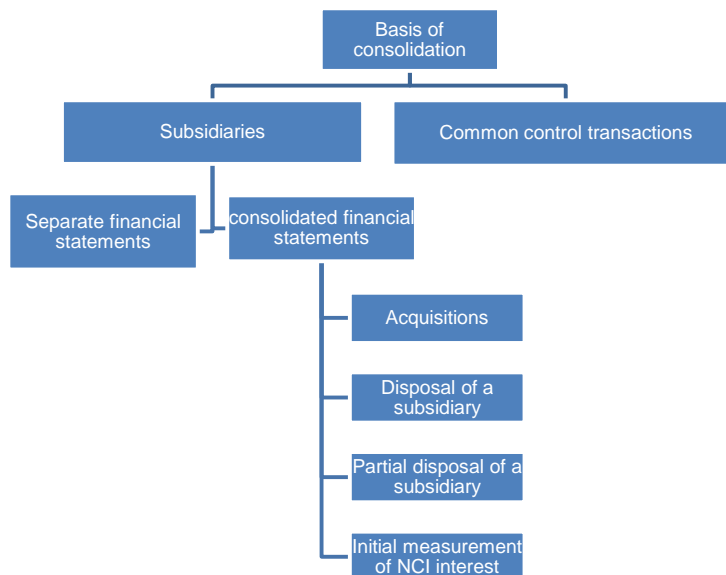 Basis of
consolidation
Subsidiaries
Common control transactions
Separate financial
statements
consolidated financial
statements
Acquisitions
Disposal of a
subsidiary
Partial disposal of a
subsidiary
Initial measurement
of NCI interest